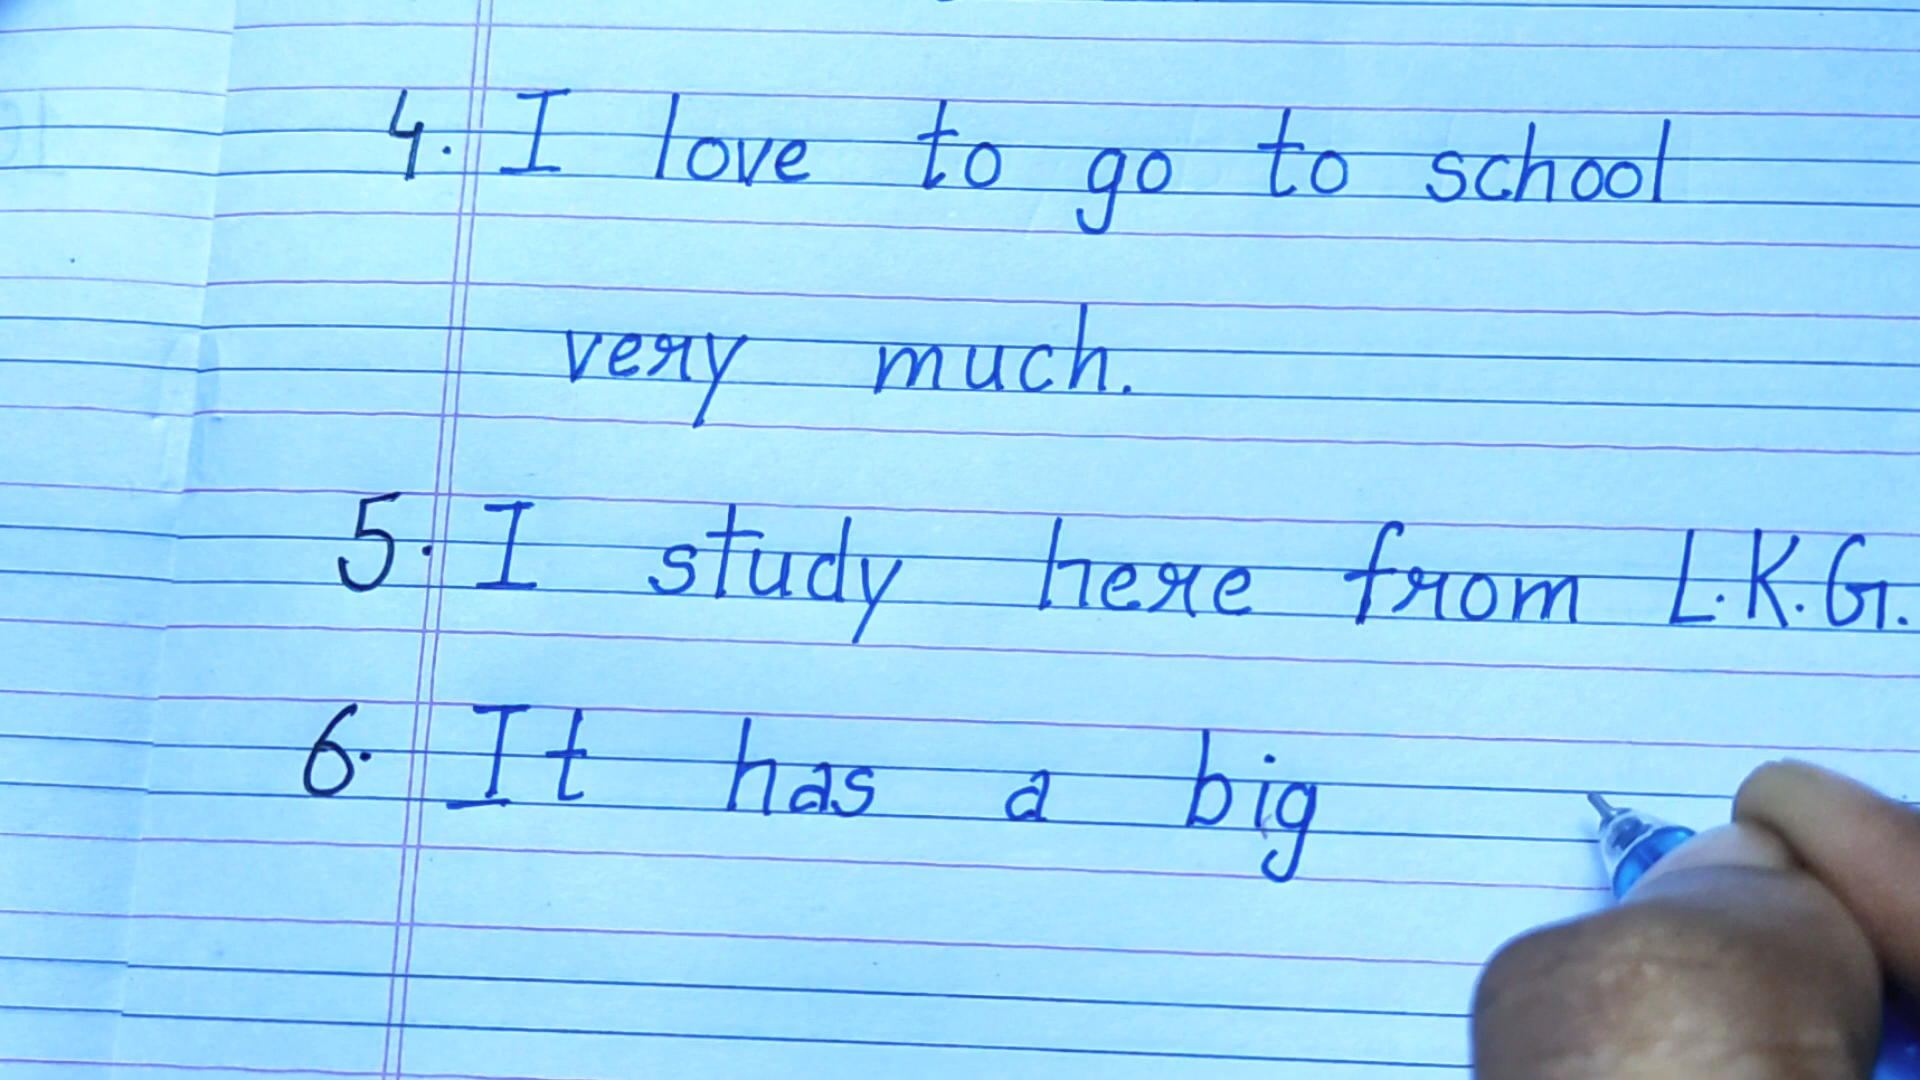 4. I love to go to school
very much.
5. I study here from L.K.G.
6. It has a big